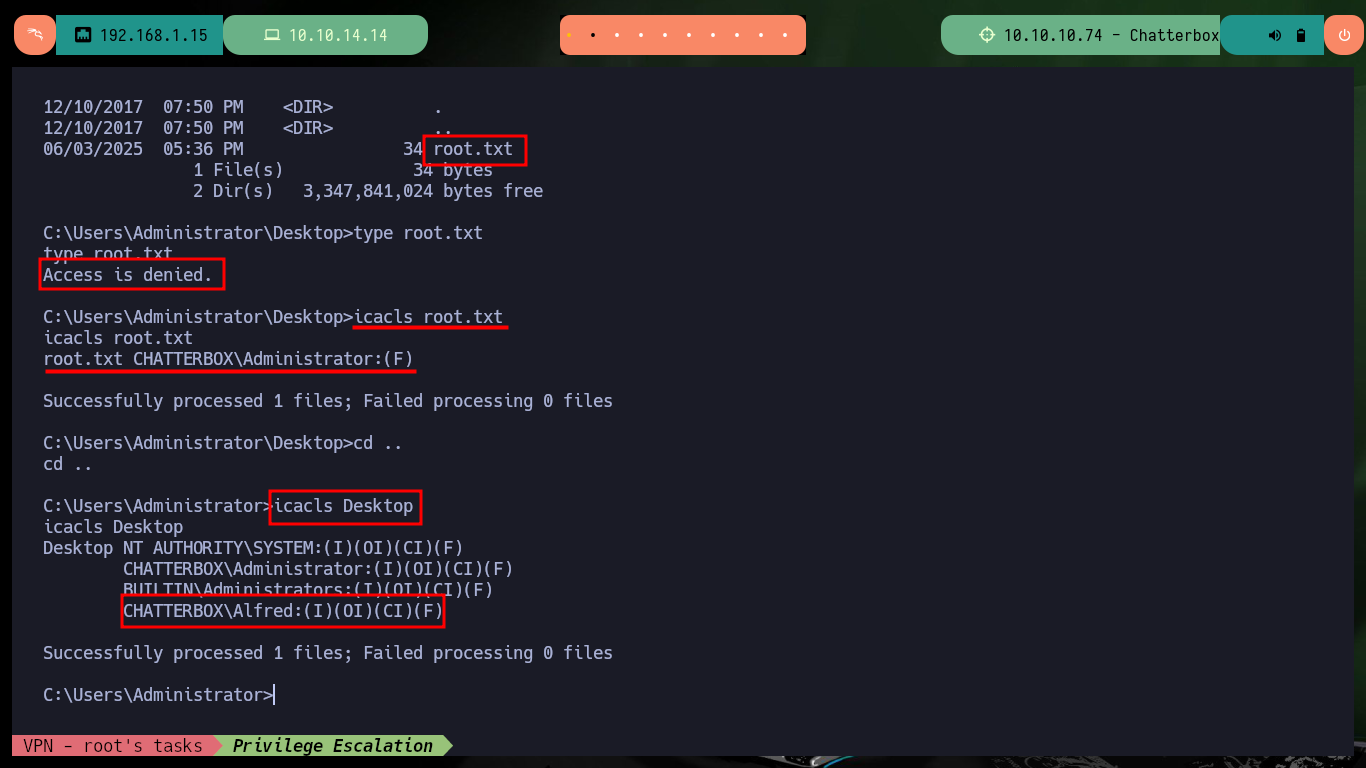 192.168.1.15
10.10.14.14
10.10.10.74 - Chatterbox
12/10/2017  07:50 PM    <DIR>          .
12/10/2017  07:50 PM    <DIR>          ..
06/03/2025  05:36 PM                34 root.txt
               1 File(s)             34 bytes
               2 Dir(s)   3,347,841,024 bytes free
C:\Users\Administrator\Desktop>type root.txt
type root.txt
Access is denied.
C:\Users\Administrator\Desktop>icacls root.txt
icacls root.txt
root.txt CHATTERBOX\Administrator:(F)
Successfully processed 1 files; Failed processing 0 files
C:\Users\Administrator\Desktop>cd ..
cd ..
C:\Users\Administrator>icacls Desktop
icacls Desktop
Desktop NT AUTHORITY\SYSTEM:(I)(OI)(CI)(F)
        CHATTERBOX\Administrator:(I)(OI)(CI)(F)
        BUILTIN\Administrators:(I)(OI)(CI)(F)
        CHATTERBOX\Alfred:(I)(OI)(CI)(F)
Successfully processed 1 files; Failed processing 0 files
C:\Users\Administrator>
VPN - root's tasks
Privilege Escalation